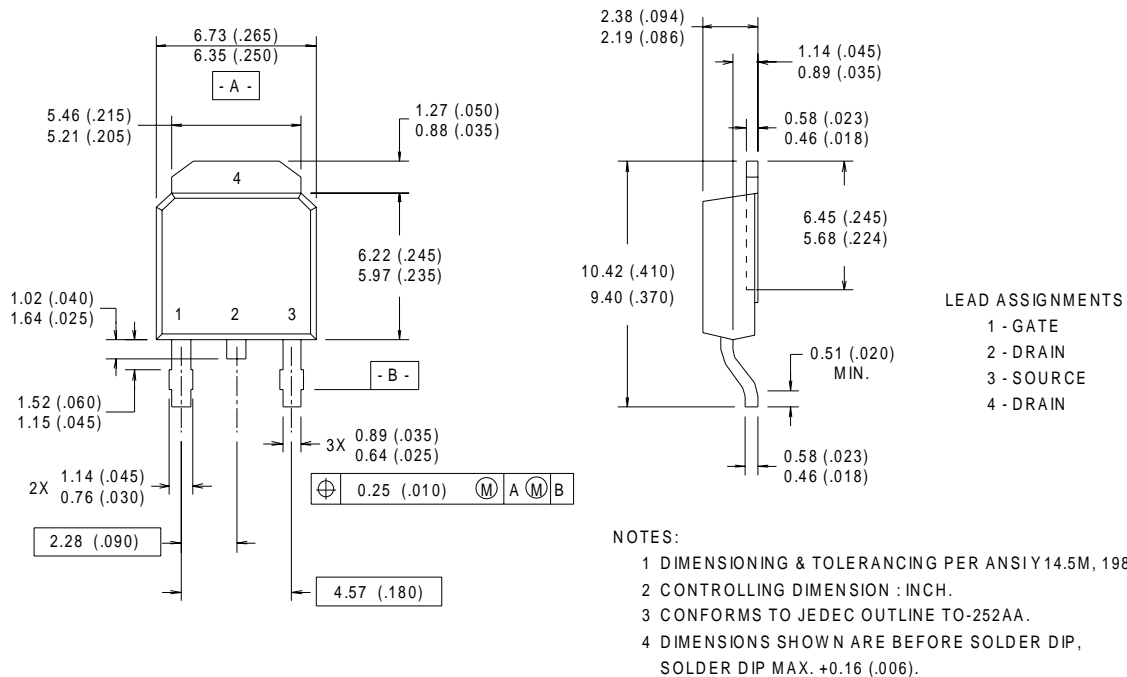 6.73 (.265)
6.35 (.250)
- A -
5.46 (.215)
5.21 (.205)
1.27 (.050)
0.88 (.035)
4
6.22 (.245)
5.97 (.235)
1.02 (.040)
1.64 (.025)
1 2 3
1.52 (.060)
1.15 (.045)
- B -
3X 0.89 (.035)
0.64 (.025)
2X 1.14 (.045)
0.76 (.030)
⌖ 0.25 (.010) Ⓜ A Ⓜ B
2.28 (.090)
4.57 (.180)
2.38 (.094)
2.19 (.086)
1.14 (.045)
0.89 (.035)
0.58 (.023)
0.46 (.018)
6.45 (.245)
5.68 (.224)
10.42 (.410)
9.40 (.370)
0.51 (.020)
MIN.
0.58 (.023)
0.46 (.018)
LEAD ASSIGNMENTS
1 - GATE
2 - DRAIN
3 - SOURCE
4 - DRAIN
NOTES:
1 DIMENSIONING & TOLERANCING PER ANSI Y14.5M, 198
2 CONTROLLING DIMENSION : INCH.
3 CONFORMS TO JEDEC OUTLINE TO-252AA.
4 DIMENSIONS SHOWN ARE BEFORE SOLDER DIP,
SOLDER DIP MAX. +0.16 (.006).